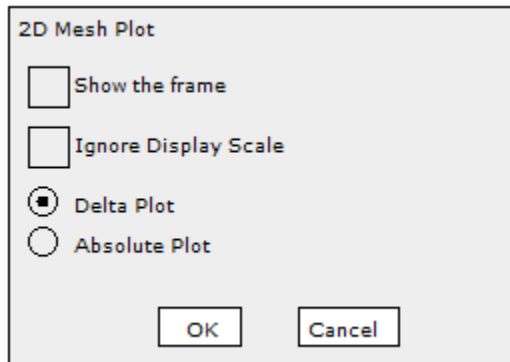 2D Mesh Plot
Show the frame
Ignore Display Scale
Delta Plot
Absolute Plot
OK Cancel